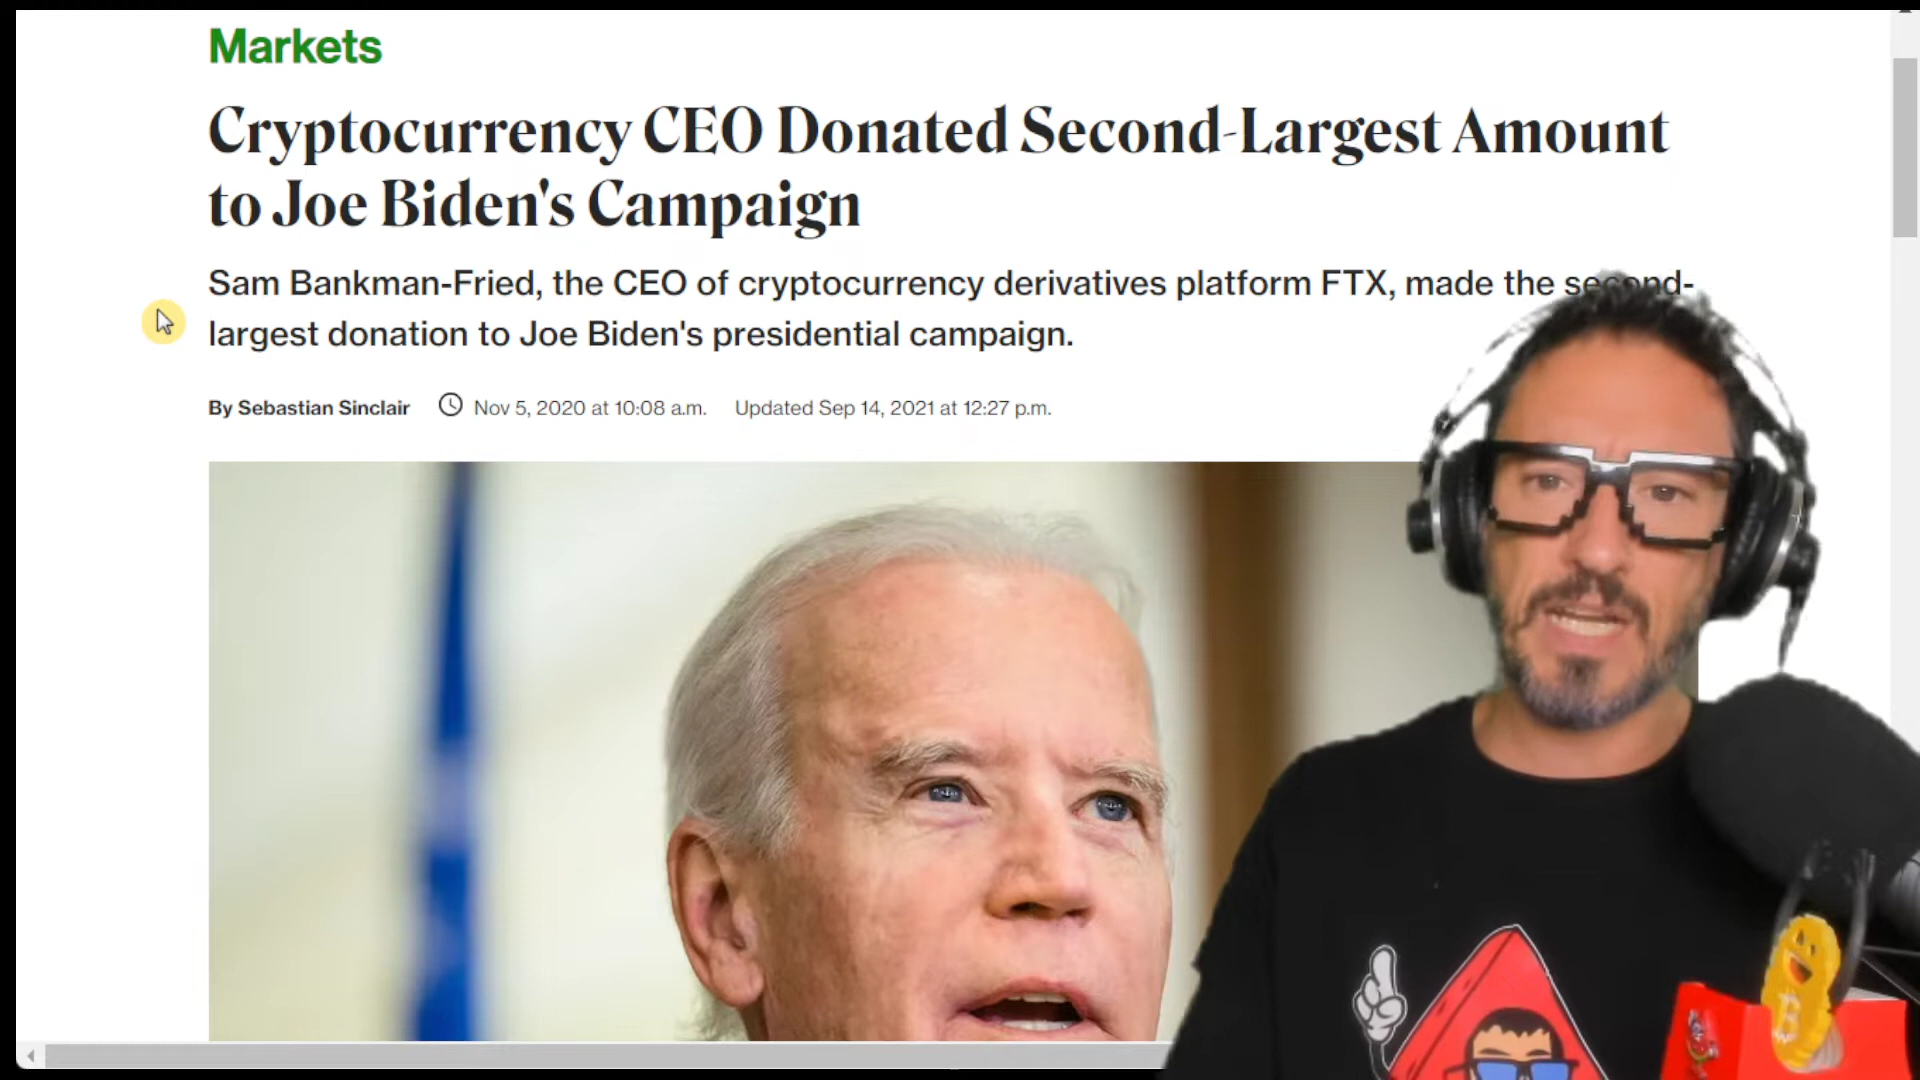 Markets
Cryptocurrency CEO Donated Second-Largest Amount
to Joe Biden's Campaign
Sam Bankman-Fried, the CEO of cryptocurrency derivatives platform FTX, made the second-
largest donation to Joe Biden's presidential campaign.
By Sebastian Sinclair Nov 5, 2020 at 10:08 a.m. Updated Sep 14, 2021 at 12:27 p.m.